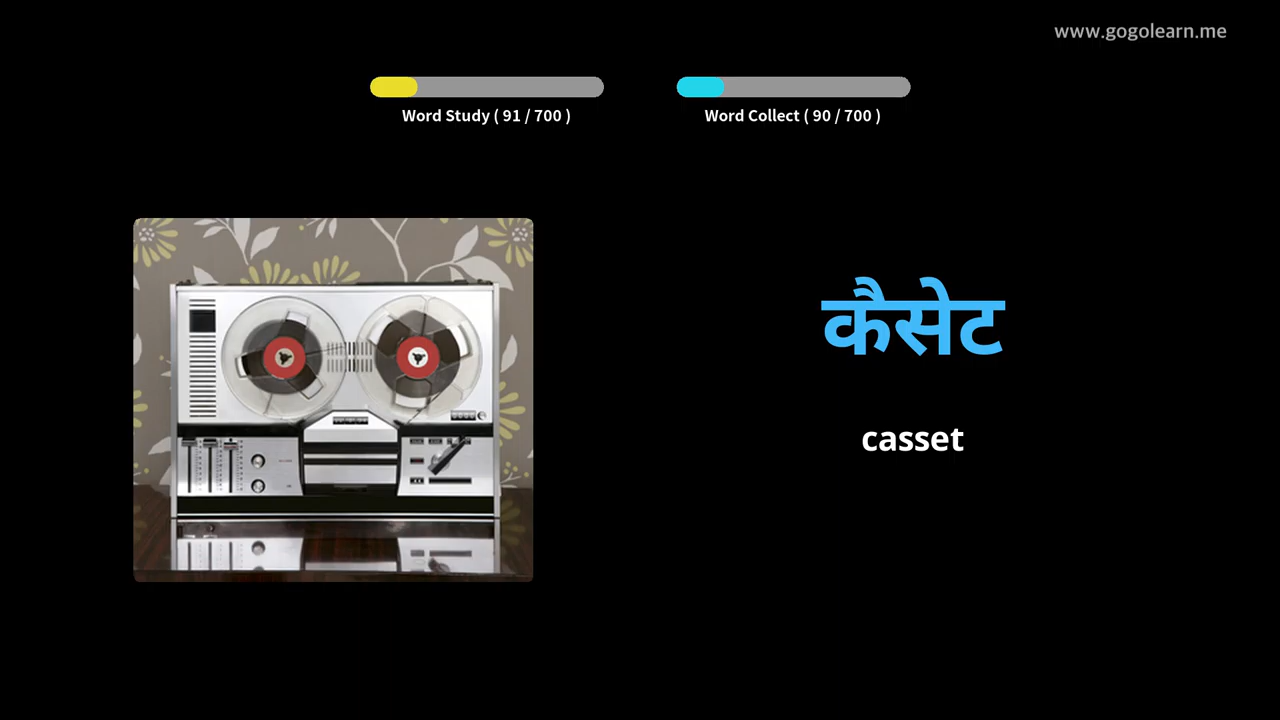 www.gogolearn.me
Word Study ( 91 / 700 )
Word Collect ( 90 / 700 )
कैसेट
casset